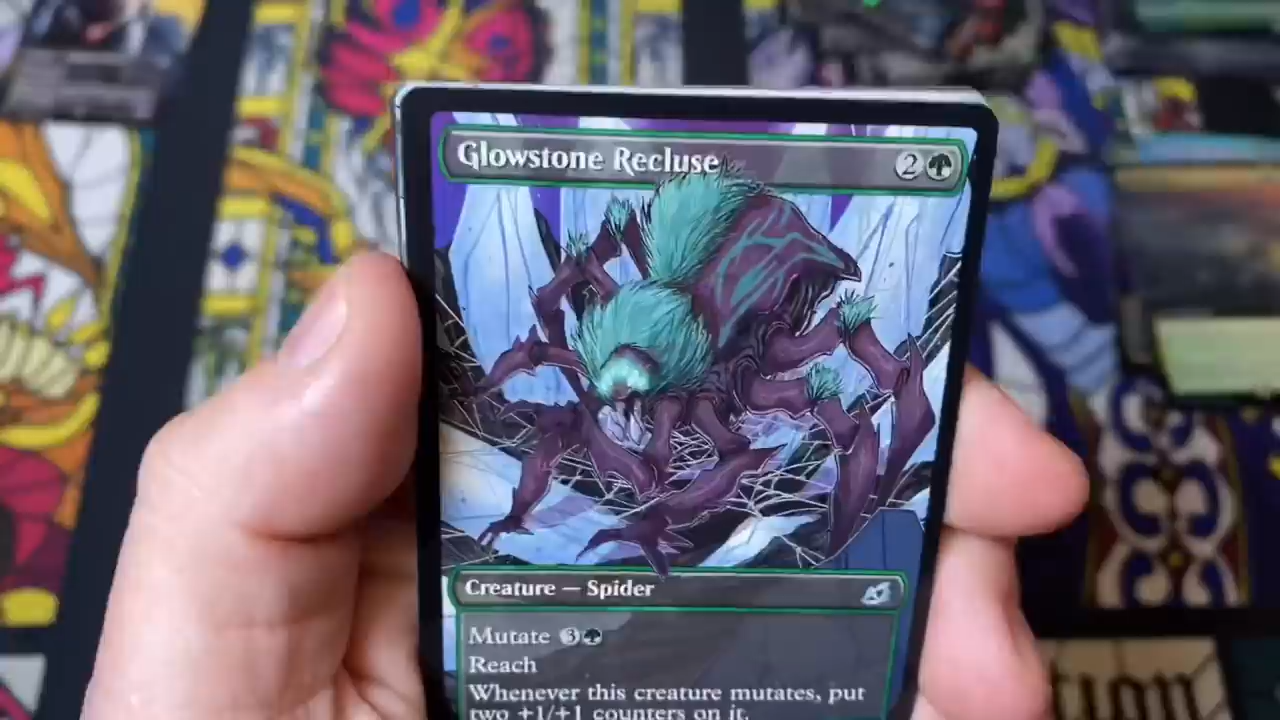 Glowstone Recluse 2
Creature — Spider
Mutate 3
Reach
Whenever this creature mutates, put
two +1/+1 counters on it.